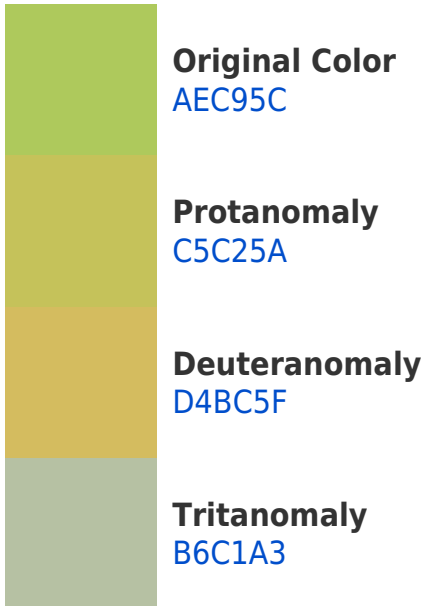 Original Color
AEC95C
Protanomaly
C5C25A
Deuteranomaly
D4BC5F
Tritanomaly
B6C1A3